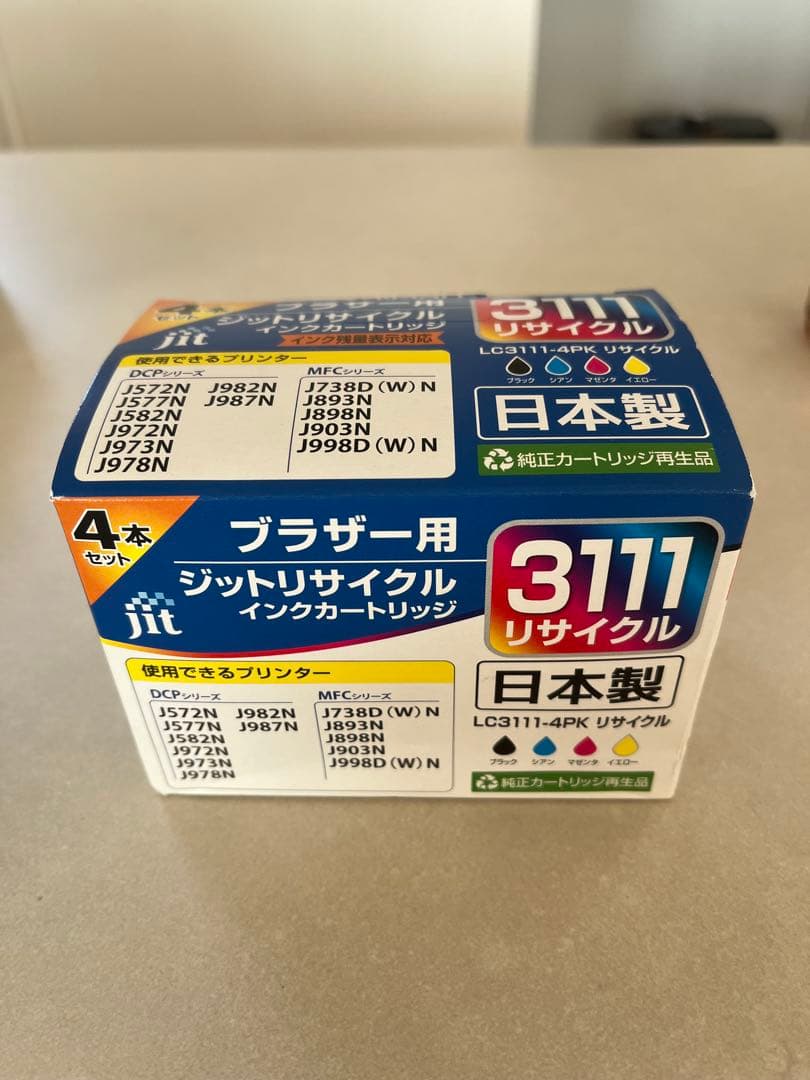 4本
セット
jit
ブラザー用
ジットリサイクル
インクカートリッジ
インク残量表示対応
3111
リサイクル
LC3111-4PK リサイクル
ブラック シアン マゼンタ イエロー
日本製
純正カートリッジ再生品
使用できるプリンター
DCPシリーズ
J572N J982N
J577N J987N
J582N
J972N
J973N
J978N
MFCシリーズ
J738D(W)N
J893N
J898N
J903N
J998D(W)N
4本
セット
jit
ブラザー用
ジットリサイクル
インクカートリッジ
3111
リサイクル
日本製
LC3111-4PK リサイクル
ブラック シアン マゼンタ イエロー
純正カートリッジ再生品
使用できるプリンター
DCPシリーズ
J572N J982N
J577N J987N
J582N
J972N
J973N
J978N
MFCシリーズ
J738D(W)N
J893N
J898N
J903N
J998D(W)N